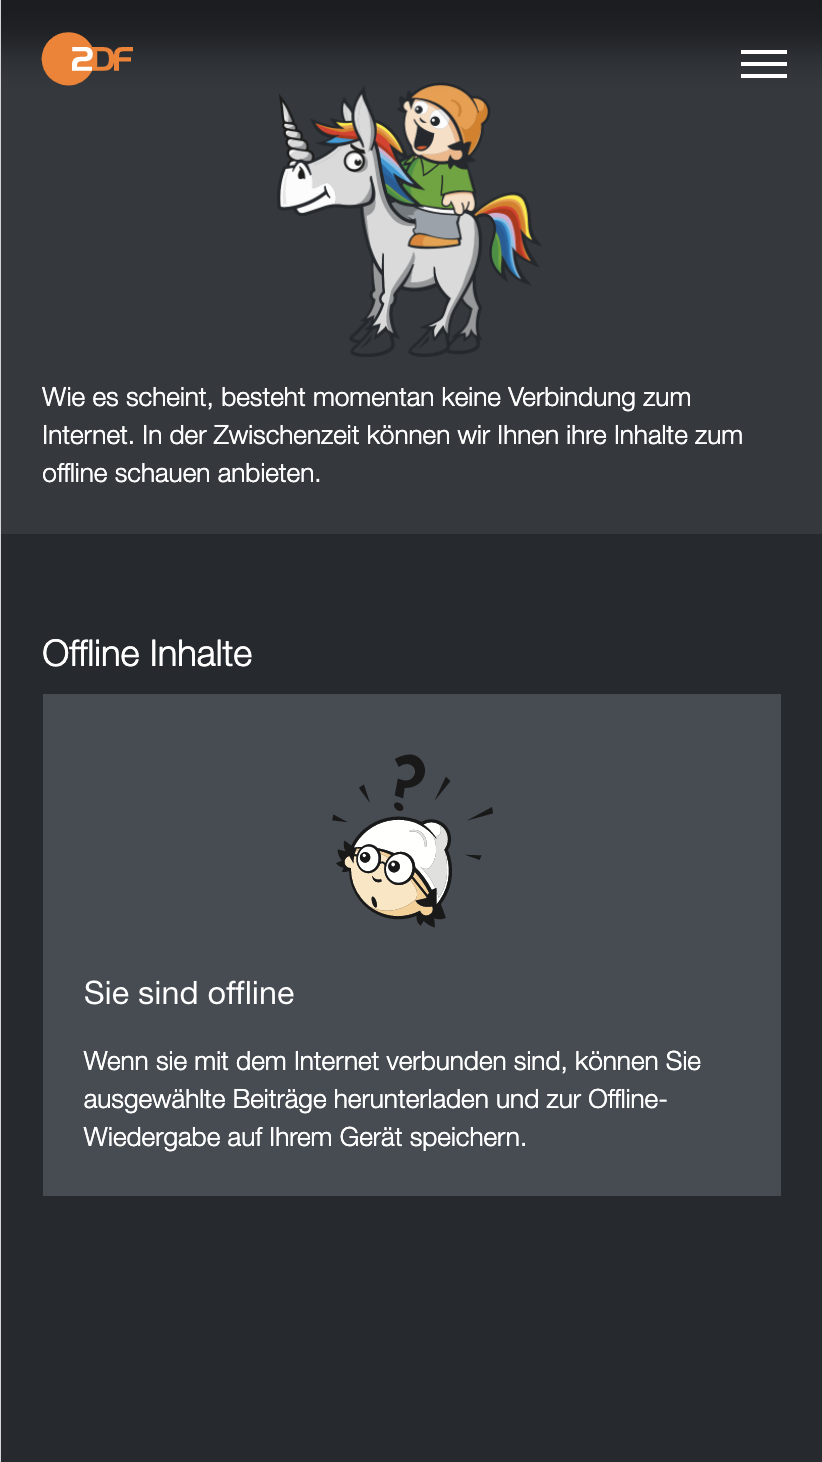 ZDF
Wie es scheint, besteht momentan keine Verbindung zum
Internet. In der Zwischenzeit können wir Ihnen ihre Inhalte zum
offline schauen anbieten.
Offline Inhalte
?
Sie sind offline
Wenn sie mit dem Internet verbunden sind, können Sie
ausgewählte Beiträge herunterladen und zur Offline-
Wiedergabe auf Ihrem Gerät speichern.